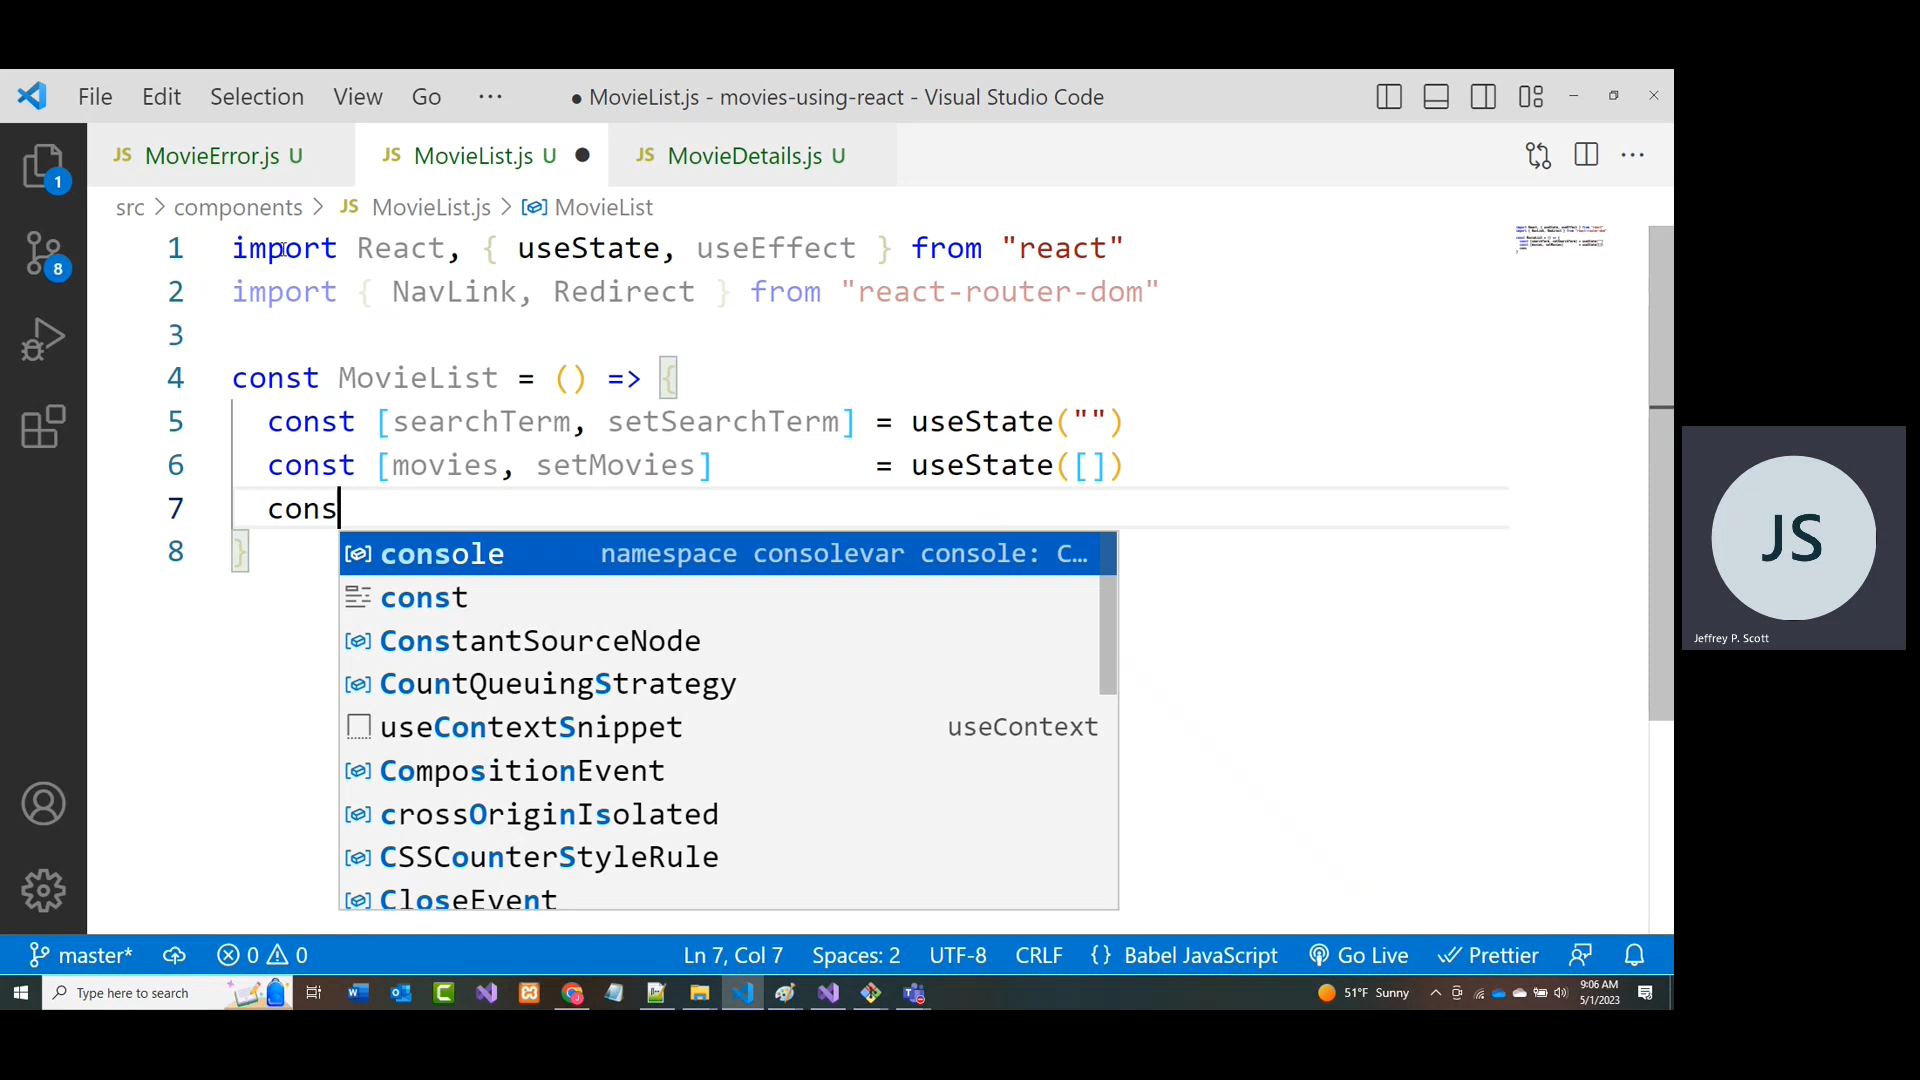 File Edit Selection View Go ··· ● MovieList.js - movies-using-react - Visual Studio Code
JS MovieError.js U JS MovieList.js U ● JS MovieDetails.js U
src > components > JS MovieList.js > MovieList
1 import React, { useState, useEffect } from "react"
2 import { NavLink, Redirect } from "react-router-dom"
3
4 const MovieList = () => {
5 const [searchTerm, setSearchTerm] = useState("")
6 const [movies, setMovies] = useState([])
7 cons
8 }
console namespace consolevar console: C…
const
ConstantSourceNode
CountQueuingStrategy
useContextSnippet useContext
CompositionEvent
crossOriginIsolated
CSSCounterStyleRule
CloseEvent
1
8
JS
Jeffrey P. Scott
master* 0 0 Ln 7, Col 7 Spaces: 2 UTF-8 CRLF {} Babel JavaScript Go Live Prettier
Type here to search 51°F Sunny 9:06 AM
5/1/2023